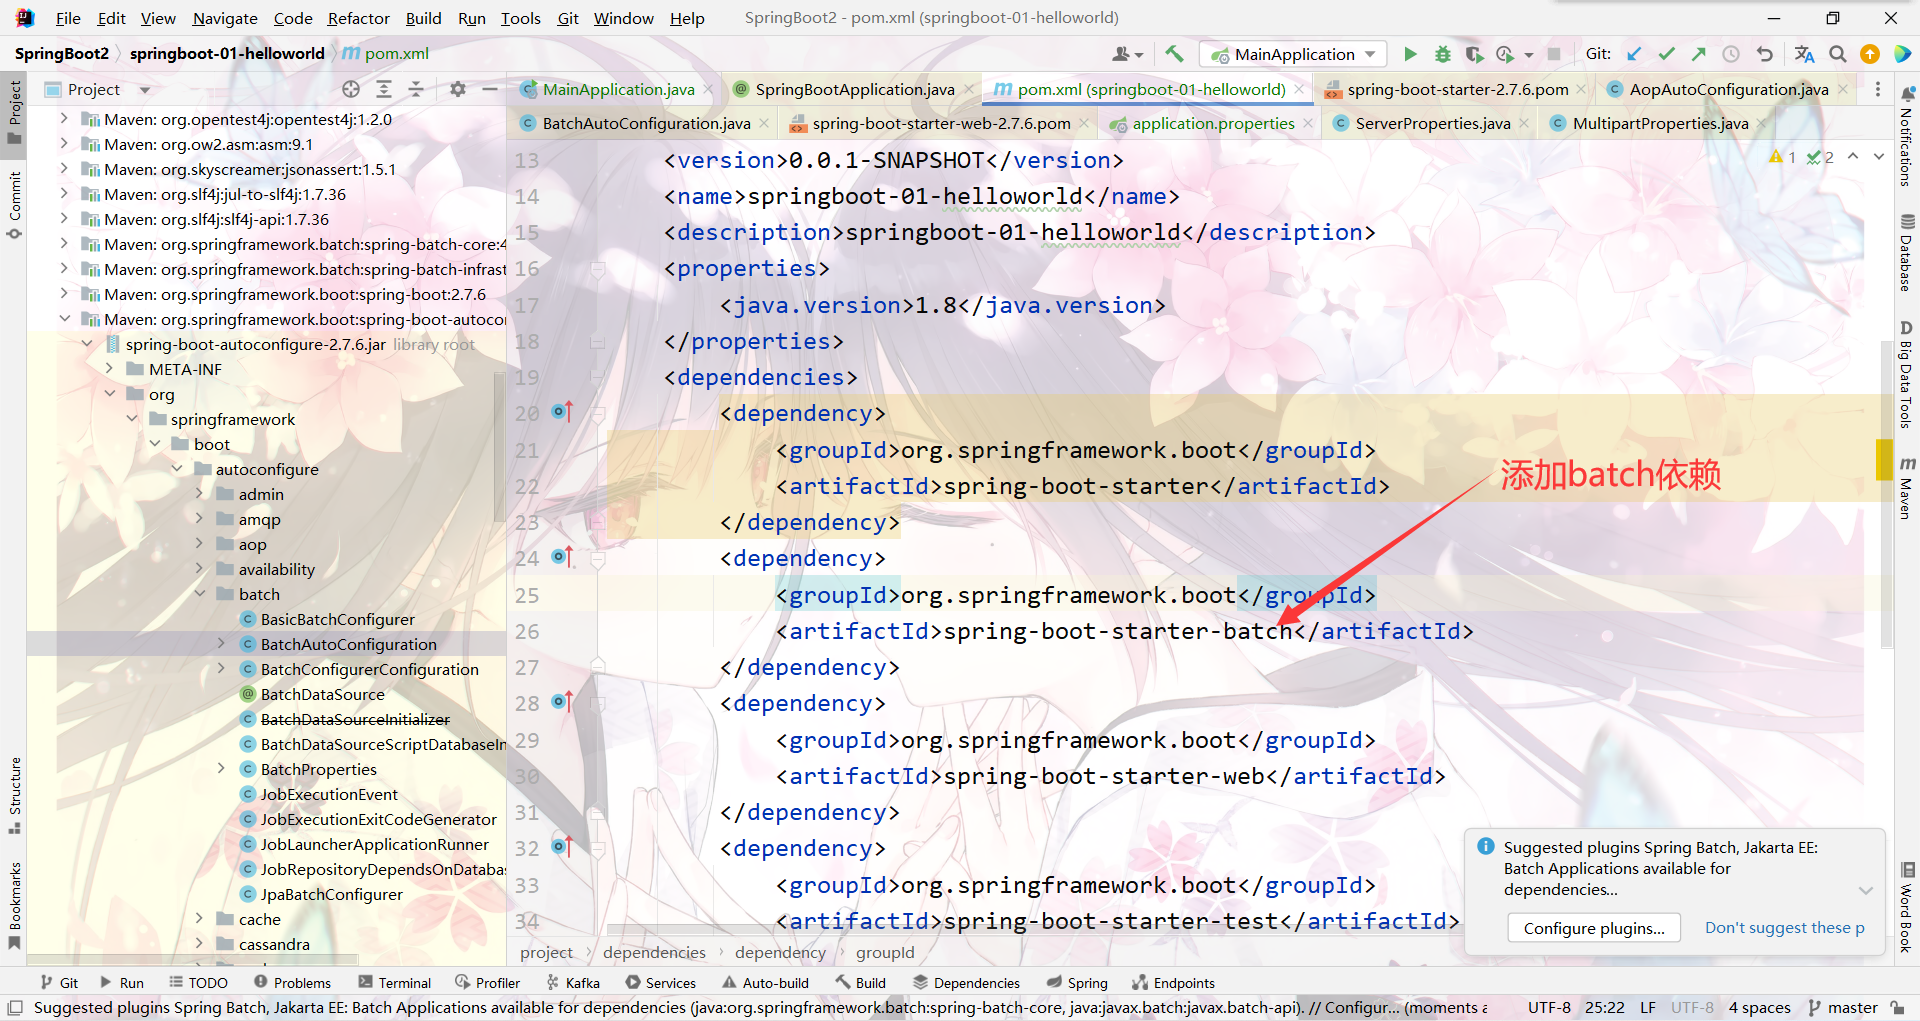 File Edit View Navigate Code Refactor Build Run Tools Git Window Help SpringBoot2 - pom.xml (springboot-01-helloworld)
SpringBoot2 springboot-01-helloworld m pom.xml
MainApplication
Git:
Project
MainApplication.java
SpringBootApplication.java
pom.xml (springboot-01-helloworld)
spring-boot-starter-2.7.6.pom
AopAutoConfiguration.java
BatchAutoConfiguration.java
spring-boot-starter-web-2.7.6.pom
application.properties
ServerProperties.java
MultipartProperties.java
Project
Commit
Structure
Bookmarks
Maven: org.opentest4j:opentest4j:1.2.0
Maven: org.ow2.asm:asm:9.1
Maven: org.skyscreamer:jsonassert:1.5.1
Maven: org.slf4j:jul-to-slf4j:1.7.36
Maven: org.slf4j:slf4j-api:1.7.36
Maven: org.springframework.batch:spring-batch-core:4
Maven: org.springframework.batch:spring-batch-infrast
Maven: org.springframework.boot:spring-boot:2.7.6
Maven: org.springframework.boot:spring-boot-autocor
spring-boot-autoconfigure-2.7.6.jar library root
META-INF
org
springframework
boot
autoconfigure
admin
amqp
aop
availability
batch
BasicBatchConfigurer
BatchAutoConfiguration
BatchConfigurerConfiguration
BatchDataSource
BatchDataSourceInitializer
BatchDataSourceScriptDatabaseIn
BatchProperties
JobExecutionEvent
JobExecutionExitCodeGenerator
JobLauncherApplicationRunner
JobRepositoryDependsOnDatabas
JpaBatchConfigurer
cache
cassandra
1 2
13 <version>0.0.1-SNAPSHOT</version>
14 <name>springboot-01-helloworld</name>
15 <description>springboot-01-helloworld</description>
16 <properties>
17 <java.version>1.8</java.version>
18 </properties>
19 <dependencies>
20 <dependency>
21 <groupId>org.springframework.boot</groupId>
22 <artifactId>spring-boot-starter</artifactId>
23 </dependency>
24 <dependency>
25 <groupId>org.springframework.boot</groupId>
26 <artifactId>spring-boot-starter-batch</artifactId>
27 </dependency>
28 <dependency>
29 <groupId>org.springframework.boot</groupId>
30 <artifactId>spring-boot-starter-web</artifactId>
31 </dependency>
32 <dependency>
33 <groupId>org.springframework.boot</groupId>
34 <artifactId>spring-boot-starter-test</artifactId>
添加batch依赖
project dependencies dependency groupId
Notifications
Database
D Big Data Tools
m Maven
Word Book
Suggested plugins Spring Batch, Jakarta EE:
Batch Applications available for
dependencies...
Configure plugins... Don't suggest these p
Git Run TODO Problems Terminal Profiler Kafka Services Auto-build Build Dependencies Spring Endpoints
Suggested plugins Spring Batch, Jakarta EE: Batch Applications available for dependencies (java:org.springframework.batch:spring-batch-core, java:javax.batch:javax.batch-api). // Configur... (moments a UTF-8 25:22 LF UTF-8 4 spaces master